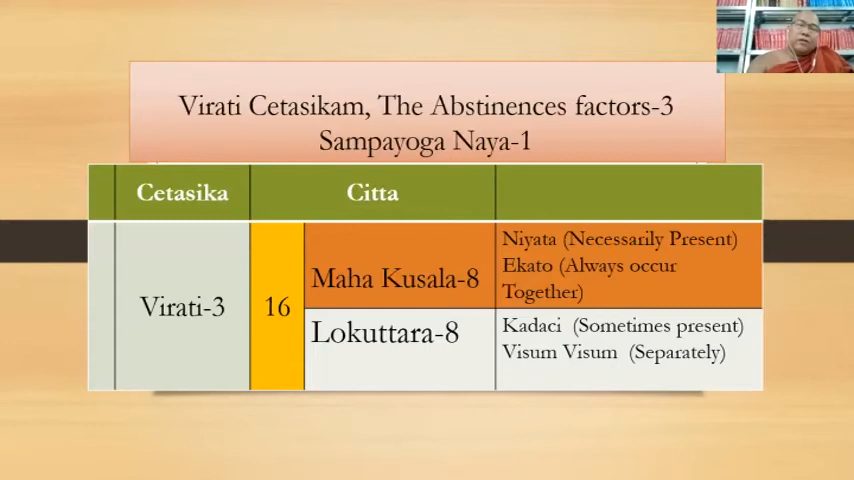 Virati Cetasikam, The Abstinences factors-3
Sampayoga Naya-1
Cetasika
Citta
Virati-3
16
Maha Kusala-8
Niyata (Necessarily Present)
Ekato (Always occur
Together)
Lokuttara-8
Kadaci (Sometimes present)
Visum Visum (Separately)